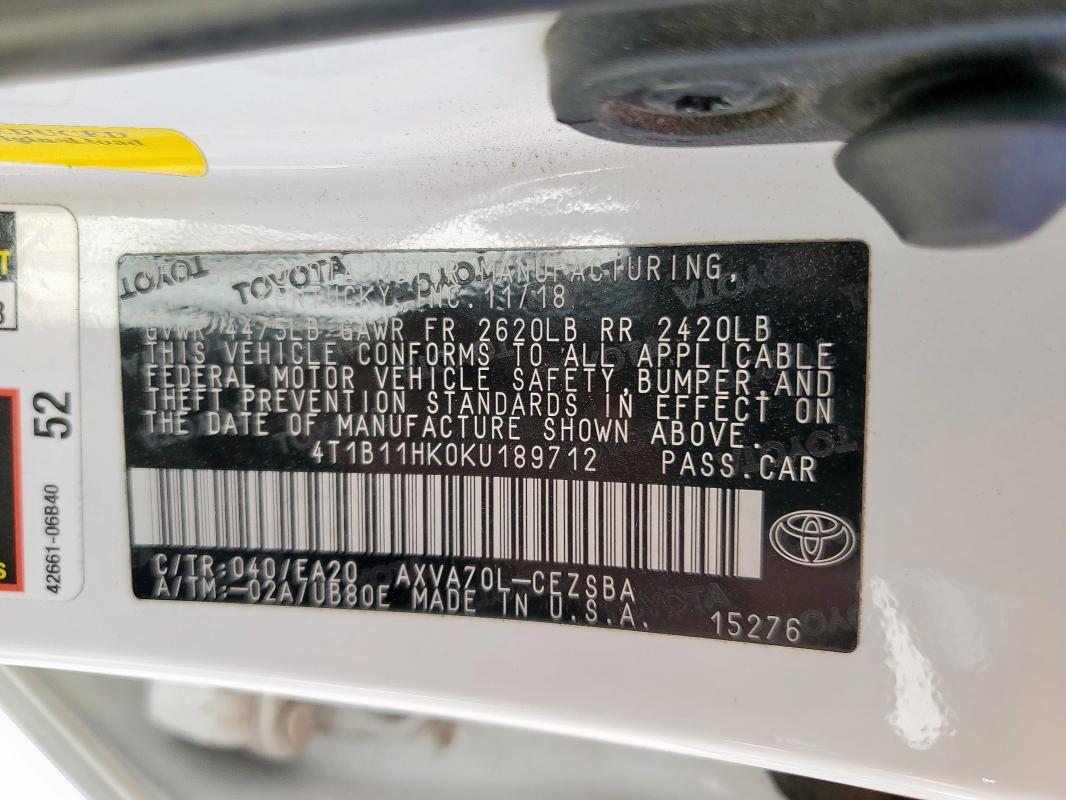 REDUCED
T
3
52
42661-06B40
S
TOYOTA MOTOR MANUFACTURING,
KENTUCKY, INC. 11/18
GVWR 4475LB GAWR FR 2620LB RR 2420LB
THIS VEHICLE CONFORMS TO ALL APPLICABLE
FEDERAL MOTOR VEHICLE SAFETY,BUMPER,AND
THEFT PREVENTION STANDARDS IN EFFECT ON
THE DATE OF MANUFACTURE SHOWN ABOVE.
4T1B11HK0KU189712 PASS.CAR
C/TR:040/EA20 AXVA70L-CEZSBA
A/TM:-02A/UB80E MADE IN U.S.A.
15276